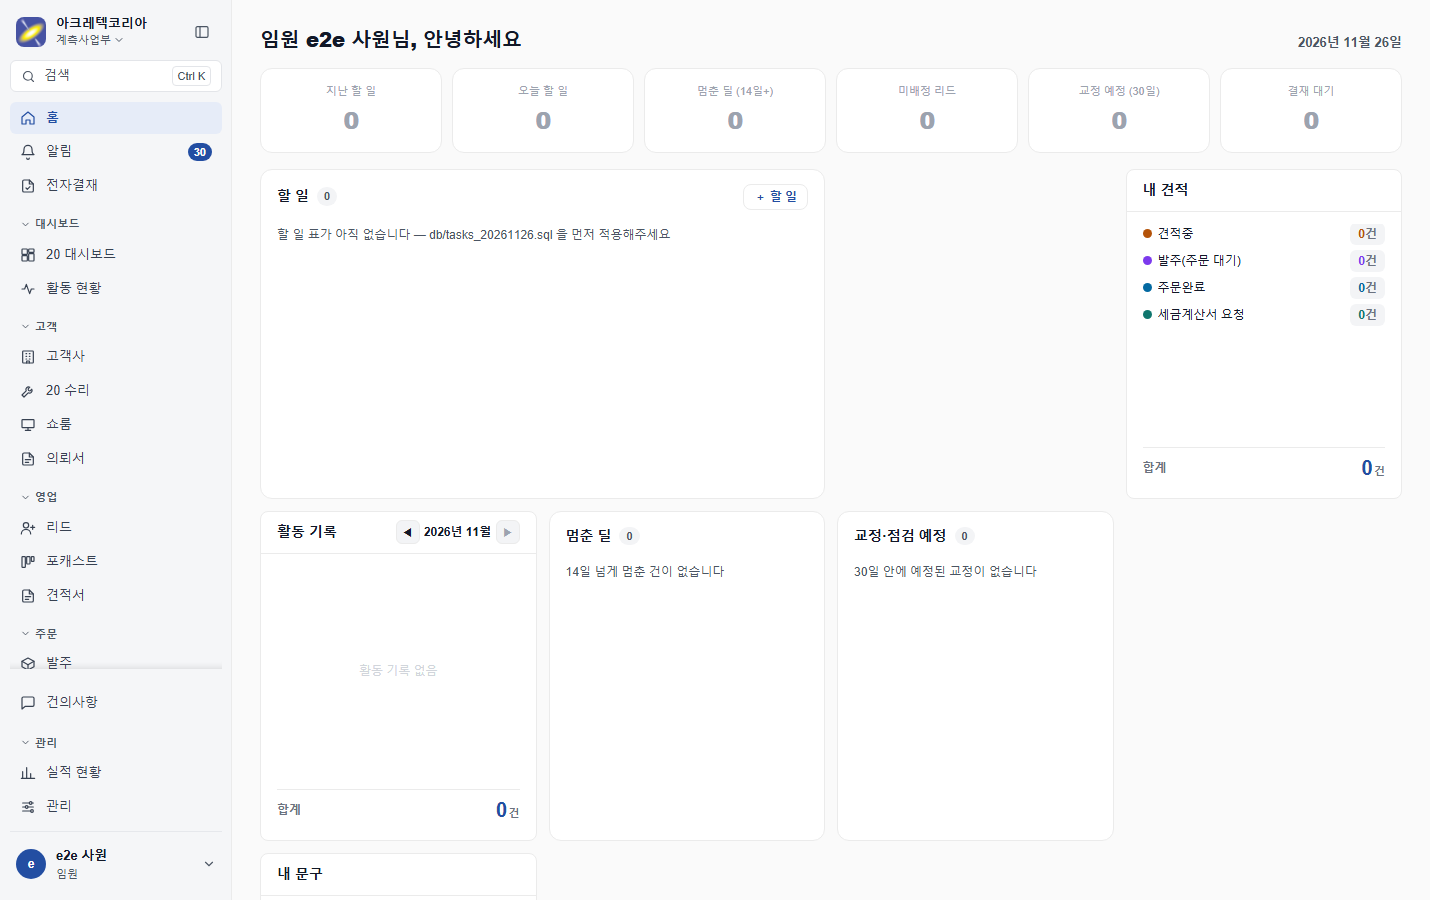 아크레텍코리아
계측사업부
검색
Ctrl K
홈
알림
30
전자결재
대시보드
20 대시보드
활동 현황
고객
고객사
20 수리
쇼룸
의뢰서
영업
리드
포캐스트
견적서
주문
발주
건의사항
관리
실적 현황
관리
e
e2e 사원
임원
임원 e2e 사원님, 안녕하세요
2026년 11월 26일
지난 할 일
0
오늘 할 일
0
멈춘 딜 (14일+)
0
미배정 리드
0
교정 예정 (30일)
0
결재 대기
0
할 일 0
+ 할 일
할 일 표가 아직 없습니다 — db/tasks_20261126.sql 을 먼저 적용해주세요
내 견적
견적중 0건
발주(주문 대기) 0건
주문완료 0건
세금계산서 요청 0건
합계 0건
활동 기록
◀ 2026년 11월 ▶
활동 기록 없음
합계 0건
멈춘 딜 0
14일 넘게 멈춘 건이 없습니다
교정·점검 예정 0
30일 안에 예정된 교정이 없습니다
내 문구